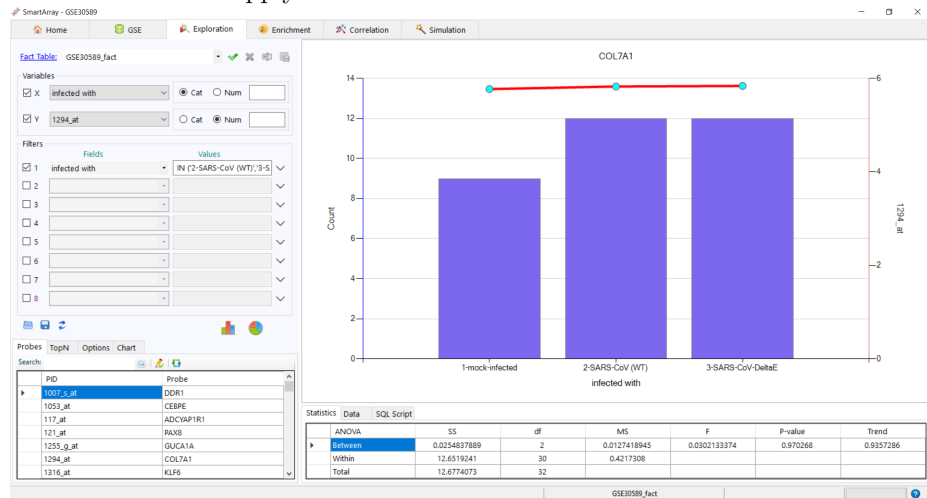 apply
SmartArray - GSE30589
Home GSE Exploration Enrichment Correlation Simulation
Fact Table: GSE30589_fact
Variables
X infected with Cat Num
Y 1294_at Cat Num
Filters
Fields Values
1 infected with IN ('2-SARS-CoV (WT)','3-S
2
3
4
5
6
7
8
Probes TopN Options Chart
Search:
PID Probe
1007_s_at DDR1
1053_at CEBPE
117_at ADCYAP1R1
121_at PAX8
1255_g_at GUCA1A
1294_at COL7A1
1316_at KLF6
COL7A1
14
12
10
8
6
4
2
0
Count
6
4
2
0
1294_at
1-mock-infected 2-SARS-CoV (WT) 3-SARS-CoV-DeltaE
infected with
Statistics Data SQL Script
ANOVA SS df MS F P-value Trend
Between 0.0254837889 2 0.0127418945 0.0302133374 0.970268 0.9357286
Within 12.6519241 30 0.4217308
Total 12.6774073 32
GSE30589_fact